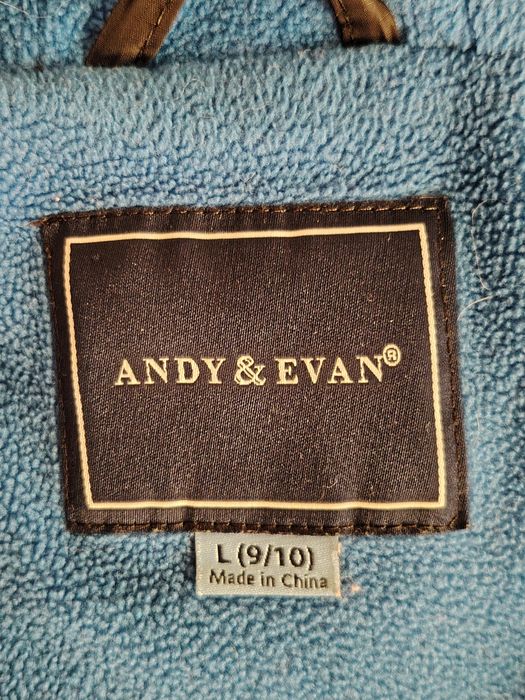 ANDY & EVAN®
L (9/10)
Made in China